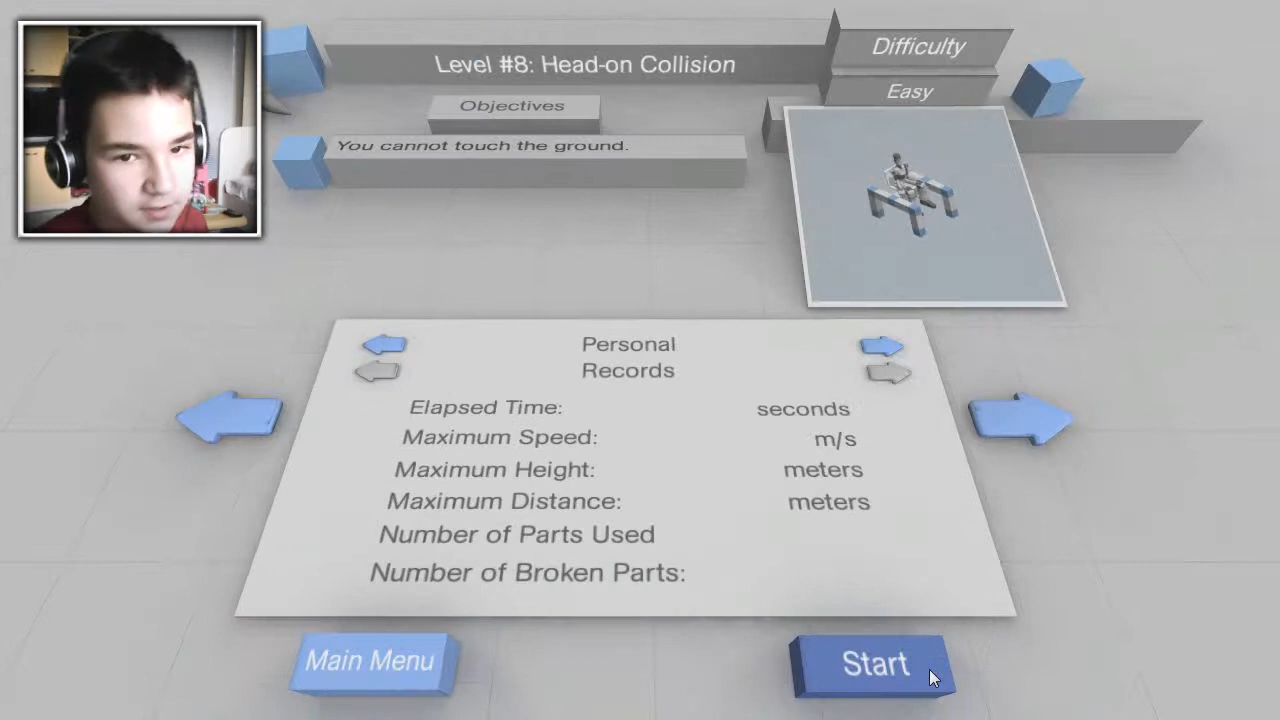 Level #8: Head-on Collision
Difficulty
Easy
Objectives
You cannot touch the ground.
Personal
Records
Elapsed Time: seconds
Maximum Speed: m/s
Maximum Height: meters
Maximum Distance: meters
Number of Parts Used
Number of Broken Parts:
Main Menu
Start